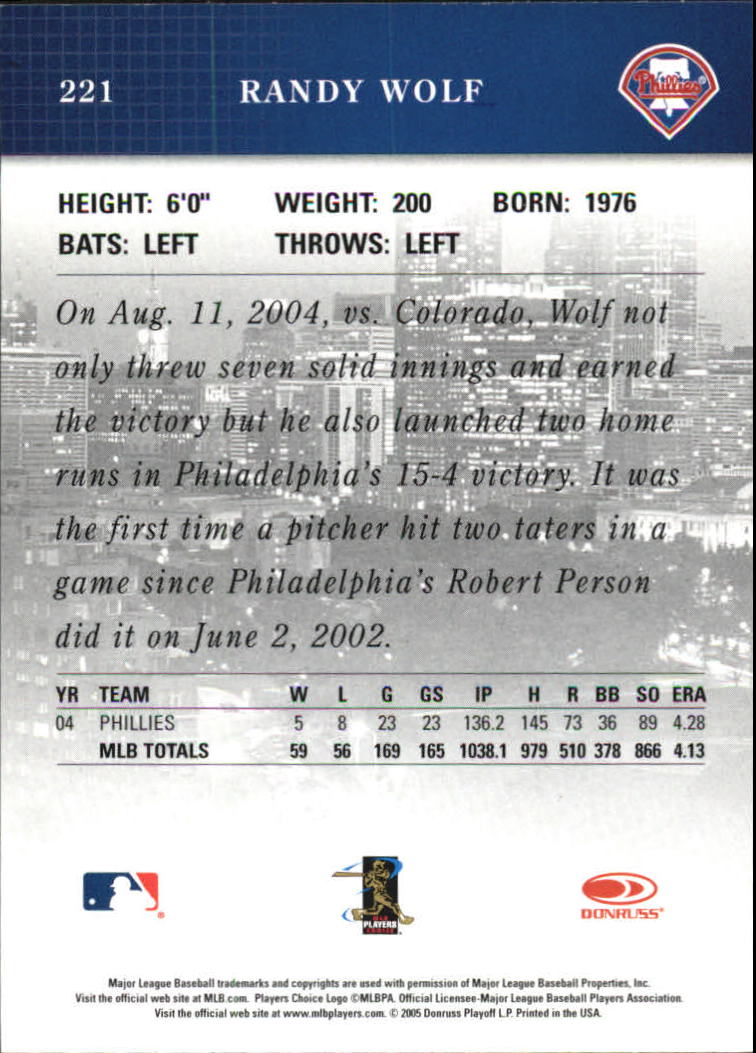 221 RANDY WOLF Phillies
HEIGHT: 6'0" WEIGHT: 200 BORN: 1976
BATS: LEFT THROWS: LEFT
On Aug. 11, 2004, vs. Colorado, Wolf not
only threw seven solid innings and earned
the victory but he also launched two home
runs in Philadelphia's 15-4 victory. It was
the first time a pitcher hit two taters in a
game since Philadelphia's Robert Person
did it on June 2, 2002.
YR TEAM W L G GS IP H R BB SO ERA
04 PHILLIES 5 8 23 23 136.2 145 73 36 89 4.28
MLB TOTALS 59 56 169 165 1038.1 979 510 378 866 4.13
MLB
PLAYERS
CHOICE
DONRUSS
Major League Baseball trademarks and copyrights are used with permission of Major League Baseball Properties, Inc.
Visit the official web site at MLB.com. Players Choice Logo ©MLBPA. Official Licensee-Major League Baseball Players Association.
Visit the official web site at www.mlbplayers.com. © 2005 Donruss Playoff L.P. Printed in the USA.